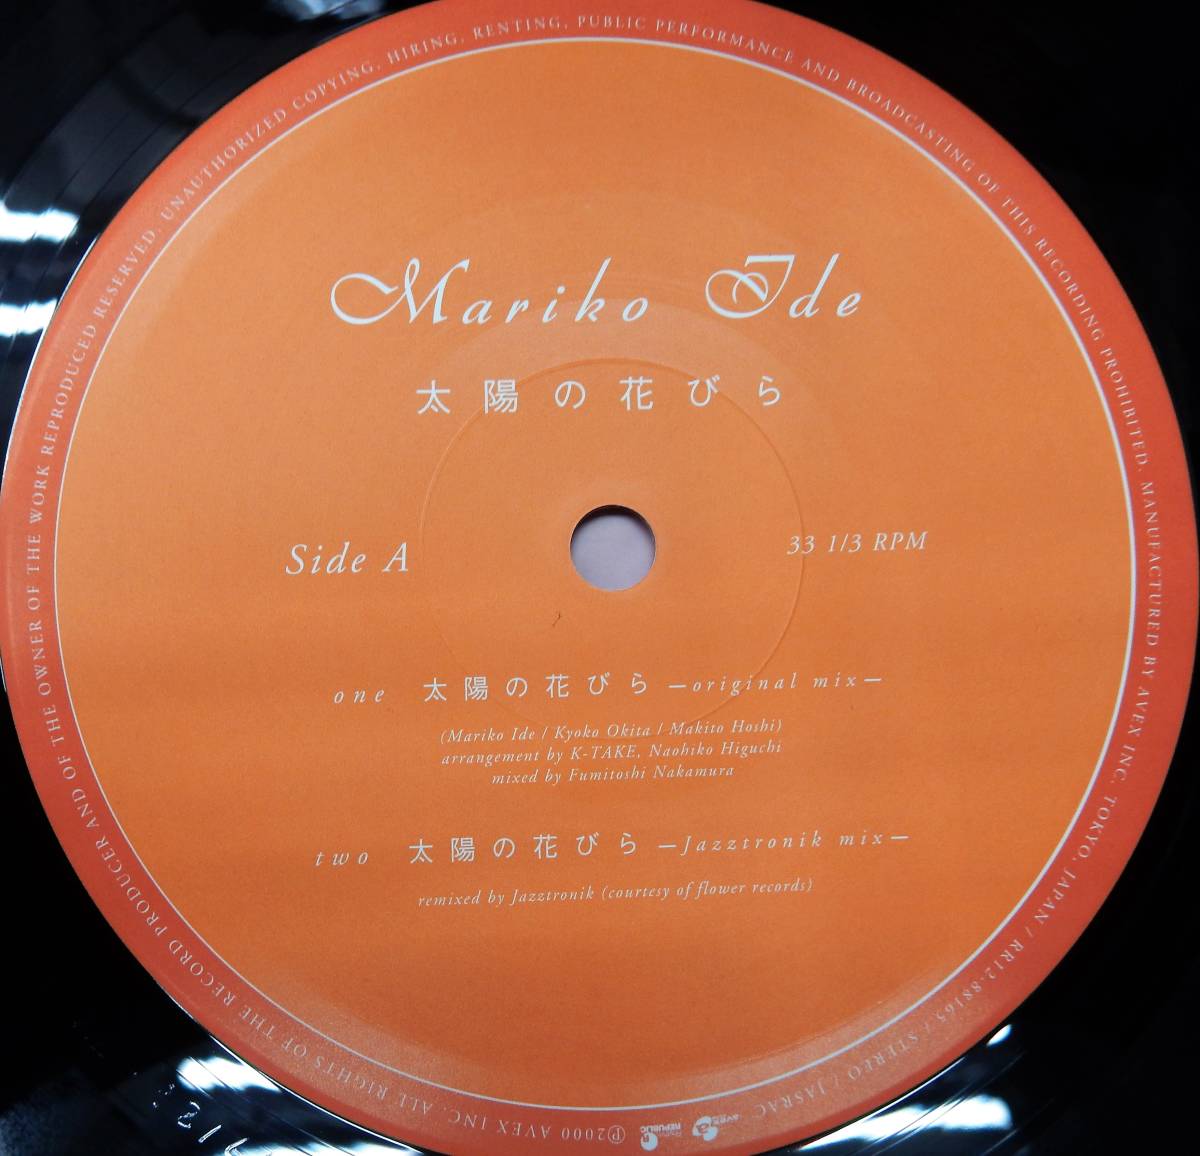 Mariko Ide
太陽の花びら
Side A
33 1/3 RPM
one 太陽の花びら —original mix—
(Mariko Ide / Kyoko Okita / Makito Hoshi)
arrangement by K-TAKE, Naohiko Higuchi
mixed by Fumitoshi Nakamura
two 太陽の花びら —Jazztronik mix—
remixed by Jazztronik (courtesy of flower records)
Ⓟ2000 AVEX INC. ALL RIGHTS OF THE RECORD PRODUCER AND OF THE OWNER OF THE WORK REPRODUCED RESERVED. UNAUTHORIZED COPYING, HIRING, RENTING, PUBLIC PERFORMANCE AND BROADCASTING OF THIS RECORDING PROHIBITED. MANUFACTURED BY AVEX INC. TOKYO, JAPAN / RR12-88165 / STEREO / JASRAC
REPUBLIC